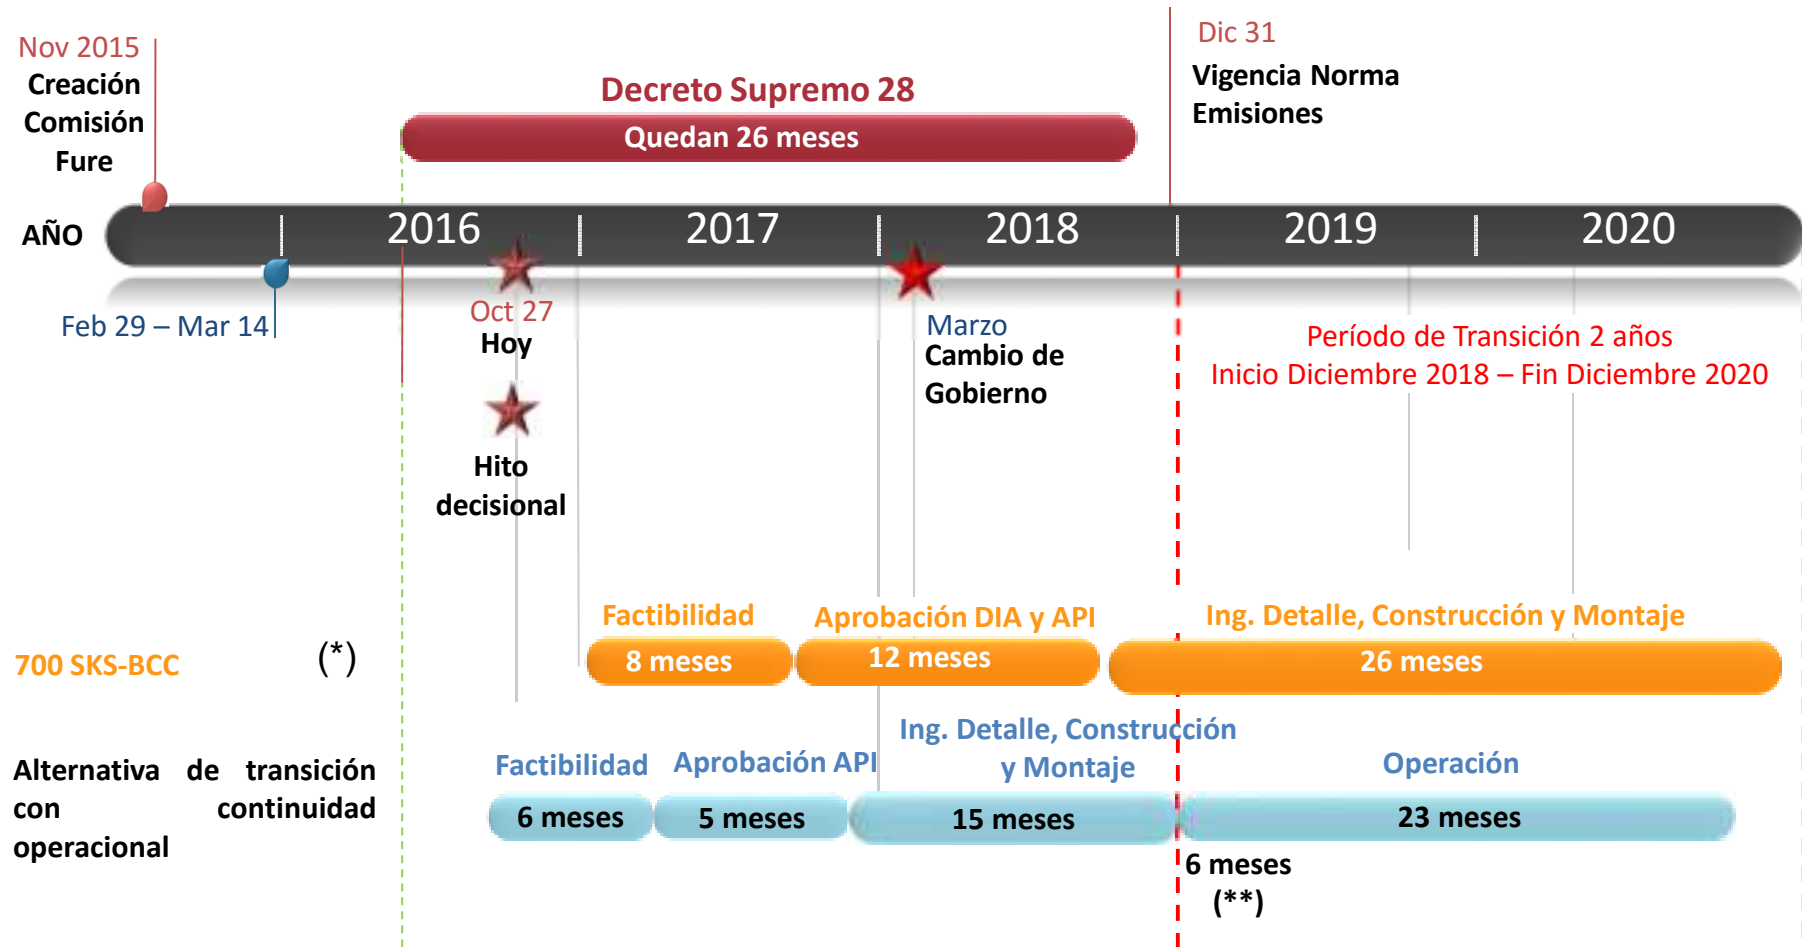 Nov 2015
Creación
Comisión
Fure
Decreto Supremo 28
Quedan 26 meses
Dic 31
Vigencia Norma
Emisiones
AÑO
2016
2017
2018
2019
2020
Feb 29 – Mar 14
Oct 27
Hoy
Marzo
Cambio de
Gobierno
Período de Transición 2 años
Inicio Diciembre 2018 – Fin Diciembre 2020
Hito
decisional
700 SKS-BCC
(*)
Factibilidad
8 meses
Aprobación DIA y API
12 meses
Ing. Detalle, Construcción y Montaje
26 meses
Alternativa de transición
con continuidad
operacional
Factibilidad
6 meses
Aprobación API
5 meses
Ing. Detalle, Construcción
y Montaje
15 meses
Operación
23 meses
6 meses
(**)